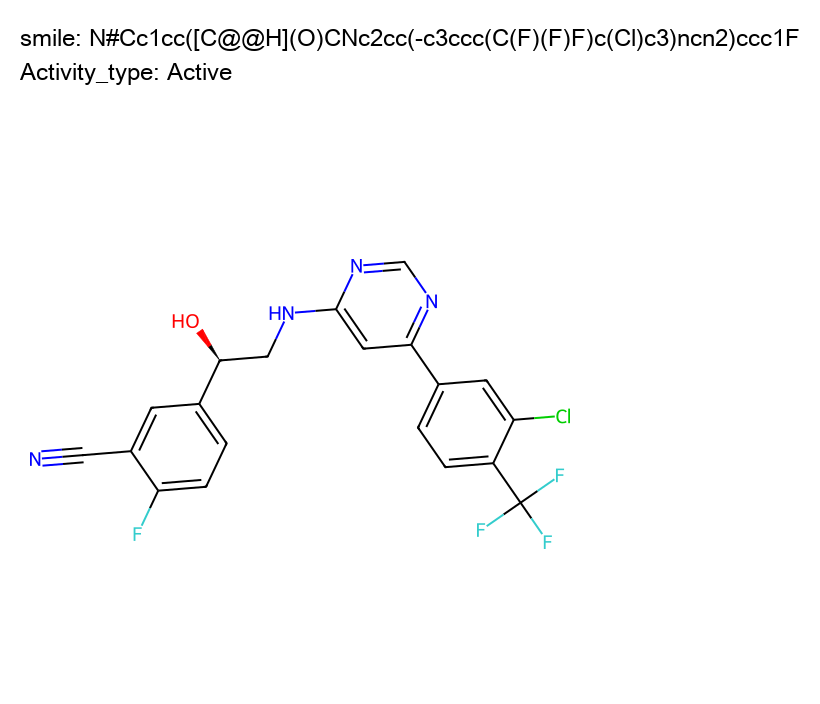 smile: N#Cc1cc([C@@H](O)CNc2cc(-c3ccc(C(F)(F)F)c(Cl)c3)ncn2)ccc1F
Activity_type: Active
N
N
HN
HO
Cl
N
F
F
F
F